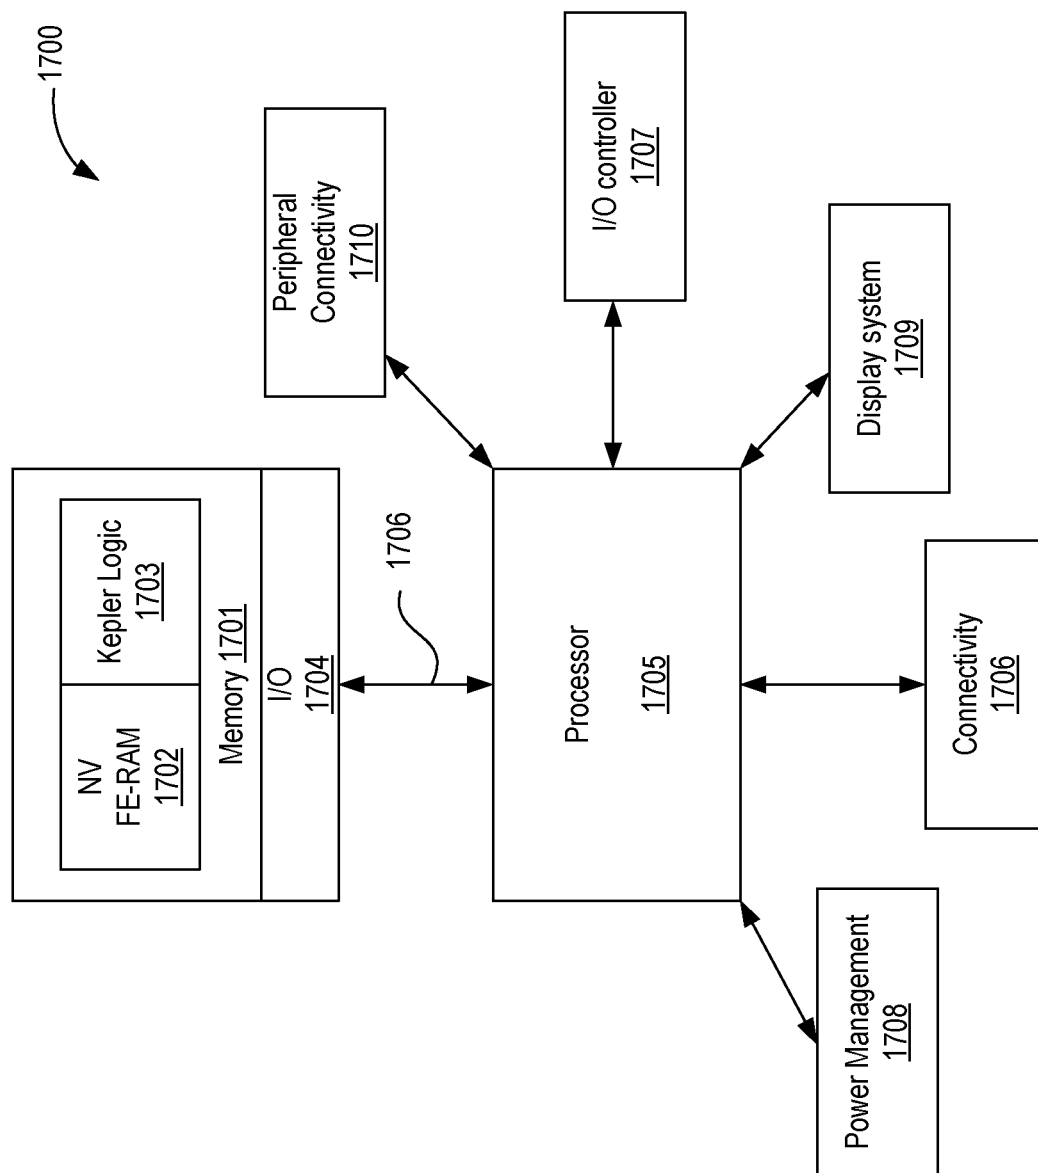 1700
NV
FE-RAM
1702
Kepler Logic
1703
Memory 1701
I/O
1704
1706
Peripheral
Connectivity
1710
Processor
1705
I/O controller
1707
Power Management
1708
Display system
1709
Connectivity
1706